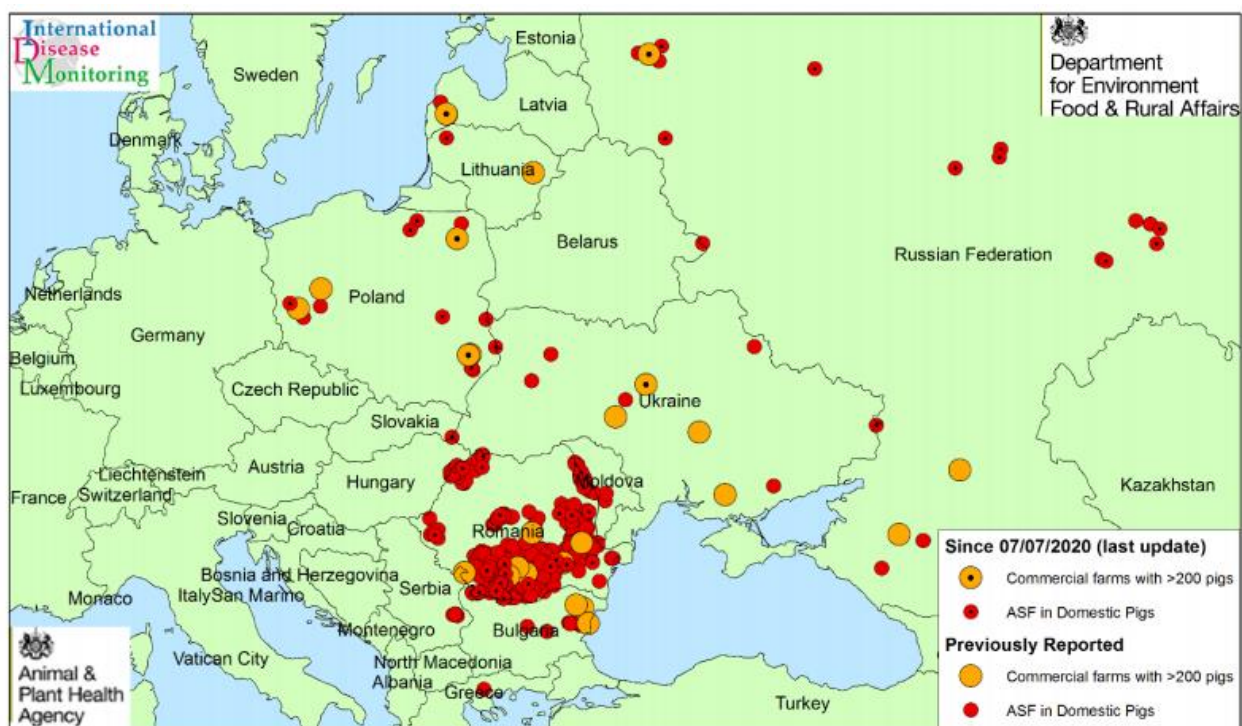 International
Disease
Monitoring
Department
for Environment
Food & Rural Affairs
Estonia
Sweden
Latvia
Denmark
Lithuania
Belarus
Russian Federation
Netherlands
Poland
Germany
Belgium
Luxembourg
Czech Republic
Ukraine
Slovakia
Austria
Liechtenstein
Hungary
Moldova
Kazakhstan
France
Switzerland
Slovenia
Croatia
Romania
Bosnia and Herzegovina
Serbia
Monaco
Italy
San Marino
Montenegro
Bulgaria
Vatican City
North Macedonia
Albania
Greece
Turkey
Since 07/07/2020 (last update)
Commercial farms with >200 pigs
ASF in Domestic Pigs
Previously Reported
Commercial farms with >200 pigs
ASF in Domestic Pigs
Animal &
Plant Health
Agency